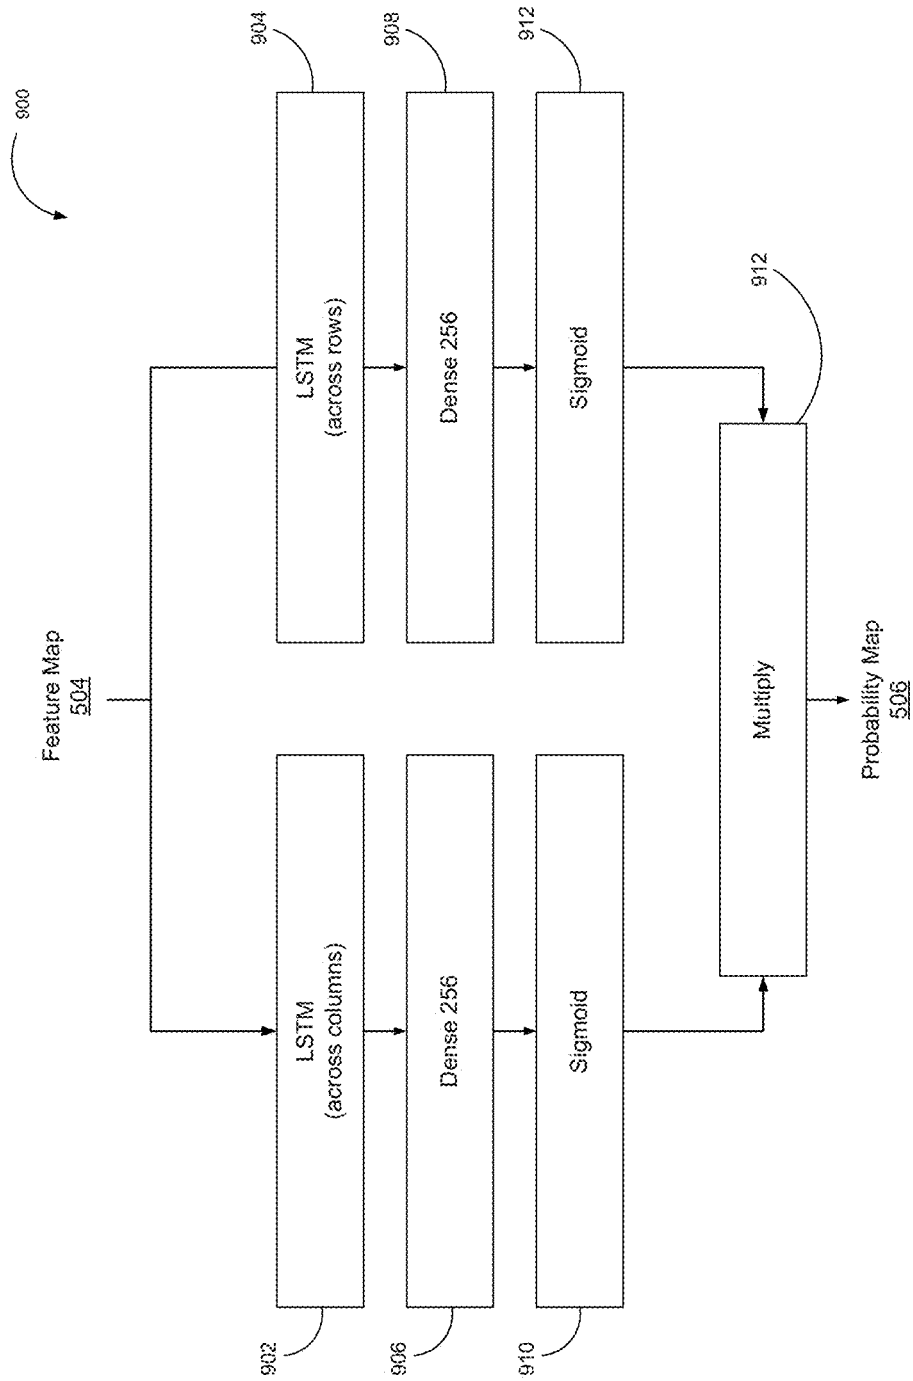 900
Feature Map
504
902
LSTM
(across columns)
904
LSTM
(across rows)
906
Dense 256
908
Dense 256
910
Sigmoid
912
Sigmoid
912
Multiply
Probability Map
506